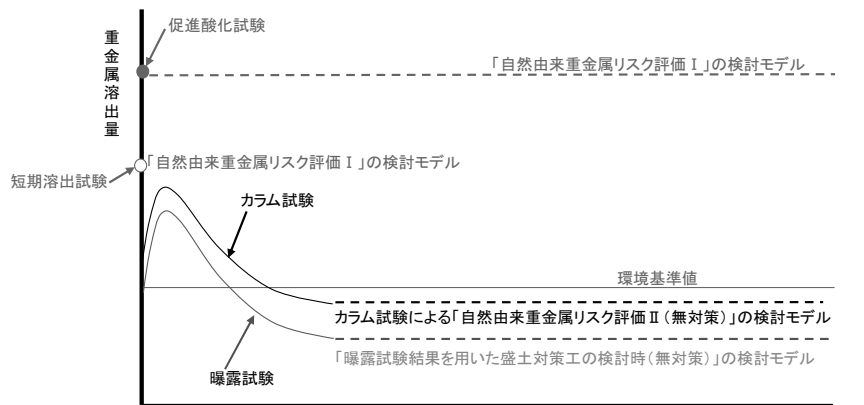 促進酸化試験
重金属溶出量
「自然由来重金属リスク評価Ⅰ」の検討モデル
「自然由来重金属リスク評価Ⅰ」の検討モデル
短期溶出試験
カラム試験
環境基準値
カラム試験による「自然由来重金属リスク評価Ⅱ(無対策)」の検討モデル
「曝露試験結果を用いた盛土対策工の検討時(無対策)」の検討モデル
曝露試験